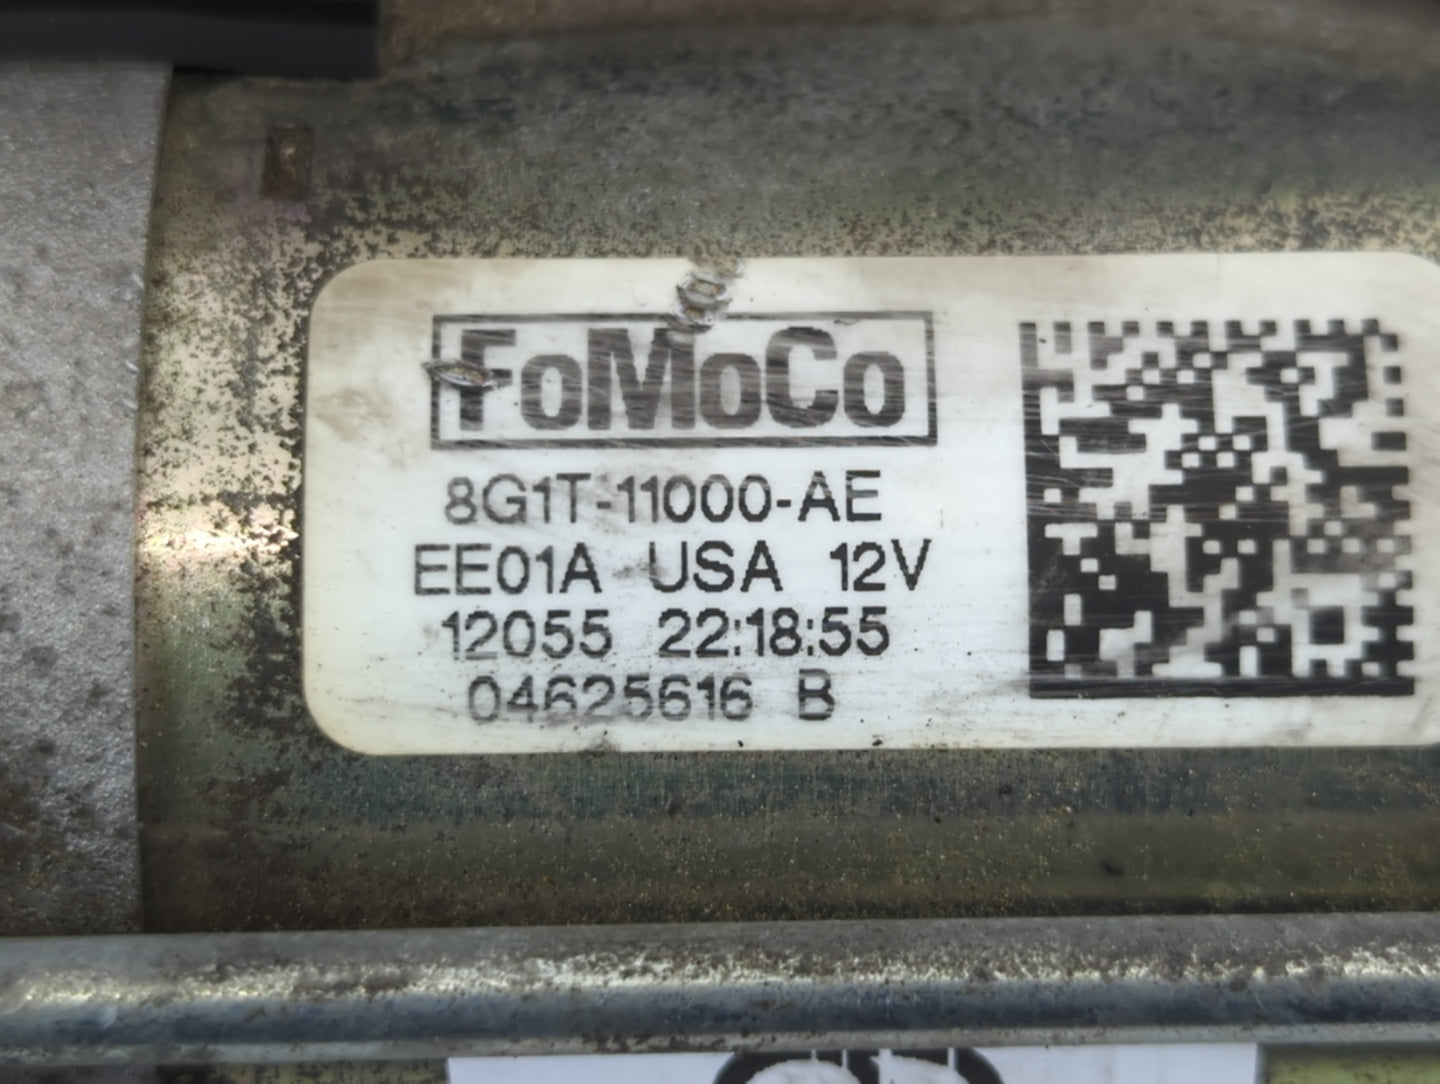 FoMoCo
8G1T-11000-AE
EE01A USA 12V
12055 22:18:55
04625616 B